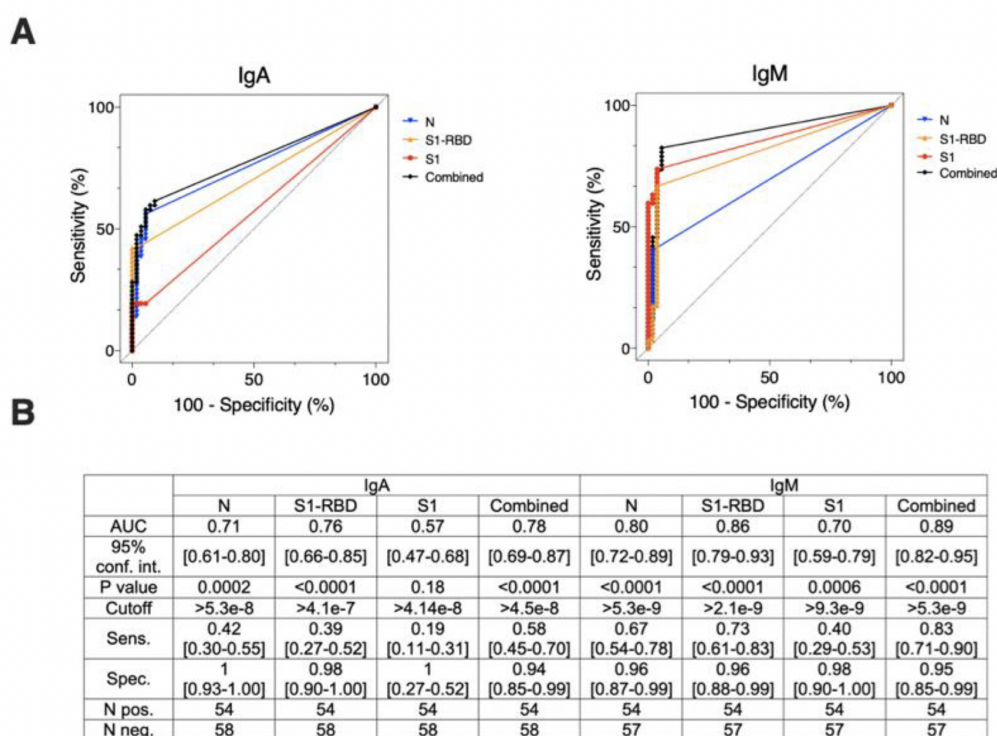 A
IgA
100
50
0
Sensitivity (%)
0 50 100
100 - Specificity (%)
N
S1-RBD
S1
Combined
IgM
100
50
0
Sensitivity (%)
0 50 100
100 - Specificity (%)
N
S1-RBD
S1
Combined
B
IgA IgM
N S1-RBD S1 Combined N S1-RBD S1 Combined
AUC 0.71 0.76 0.57 0.78 0.80 0.86 0.70 0.89
95%
conf. int. [0.61-0.80] [0.66-0.85] [0.47-0.68] [0.69-0.87] [0.72-0.89] [0.79-0.93] [0.59-0.79] [0.82-0.95]
P value 0.0002 <0.0001 0.18 <0.0001 <0.0001 <0.0001 0.0006 <0.0001
Cutoff >5.3e-8 >4.1e-7 >4.14e-8 >4.5e-8 >5.3e-9 >2.1e-9 >9.3e-9 >5.3e-9
Sens. 0.42 0.39 0.19 0.58 0.67 0.73 0.40 0.83
[0.30-0.55] [0.27-0.52] [0.11-0.31] [0.45-0.70] [0.54-0.78] [0.61-0.83] [0.29-0.53] [0.71-0.90]
Spec. 1 0.98 1 0.94 0.96 0.96 0.98 0.95
[0.93-1.00] [0.90-1.00] [0.27-0.52] [0.85-0.99] [0.87-0.99] [0.88-0.99] [0.90-1.00] [0.85-0.99]
N pos. 54 54 54 54 54 54 54 54
N neg. 58 58 58 58 57 57 57 57